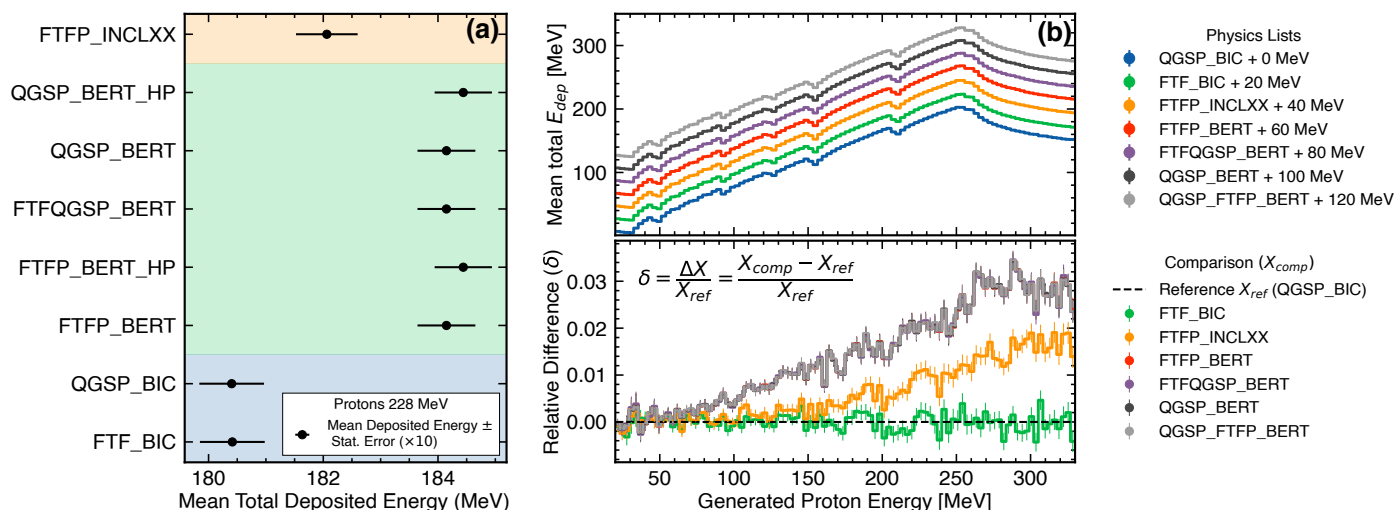 (a)
FTFP_INCLXX
QGSP_BERT_HP
QGSP_BERT
FTFQGSP_BERT
FTFP_BERT_HP
FTFP_BERT
QGSP_BIC
FTF_BIC
Protons 228 MeV
Mean Deposited Energy ±
Stat. Error (×10)
180 182 184
Mean Total Deposited Energy (MeV)
(b)
Mean total E_dep [MeV]
300
200
100
Relative Difference (δ)
0.03
0.02
0.01
0.00
δ = ΔX / X_ref = (X_comp − X_ref) / X_ref
50 100 150 200 250 300
Generated Proton Energy [MeV]
Physics Lists
QGSP_BIC + 0 MeV
FTF_BIC + 20 MeV
FTFP_INCLXX + 40 MeV
FTFP_BERT + 60 MeV
FTFQGSP_BERT + 80 MeV
QGSP_BERT + 100 MeV
QGSP_FTFP_BERT + 120 MeV
Comparison (X_comp)
Reference X_ref (QGSP_BIC)
FTF_BIC
FTFP_INCLXX
FTFP_BERT
FTFQGSP_BERT
QGSP_BERT
QGSP_FTFP_BERT